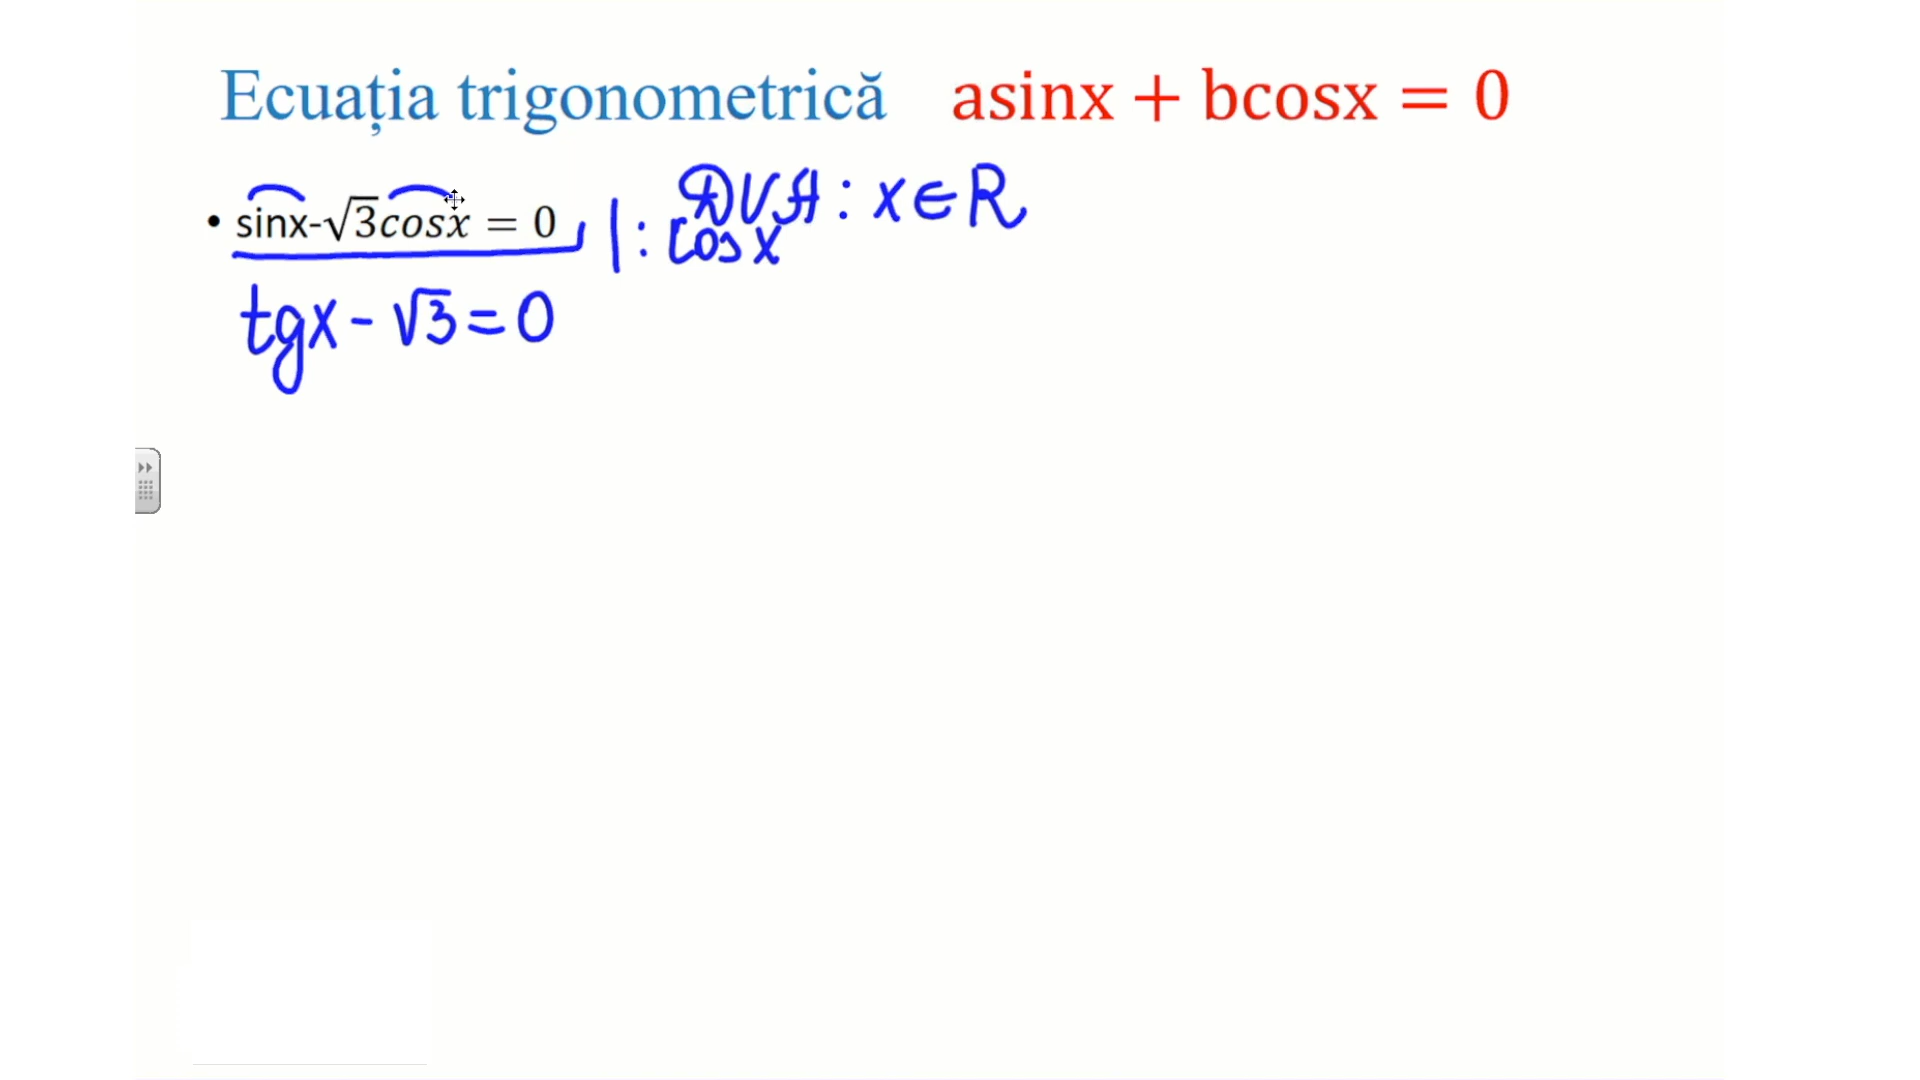 Ecuația trigonometrică asinx + bcosx = 0
• sinx-√3cosx = 0 |: cosx DVA: x∈R
tgx - √3 = 0